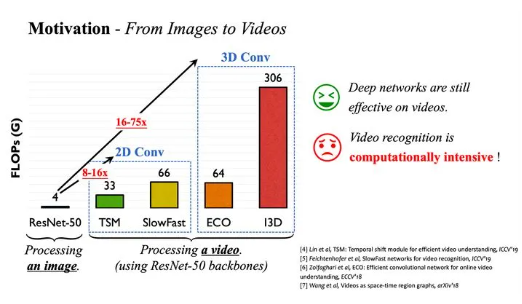 Motivation - From Images to Videos
3D Conv
306
16-75x
2D Conv
8-16x
4
33
66
64
FLOPs (G)
ResNet-50
TSM
SlowFast
ECO
I3D
Processing
an image.
Processing a video.
(using ResNet-50 backbones)
Deep networks are still
effective on videos.
Video recognition is
computationally intensive !
[4] Lin et al, TSM: Temporal shift module for efficient video understanding, ICCV'19
[5] Feichtenhofer et al, SlowFast networks for video recognition, ICCV'19
[6] Zolfaghari et al, ECO: Efficient convolutional network for online video
understanding, ECCV'18
[7] Wang et al, Videos as space-time region graphs, arXiv'18